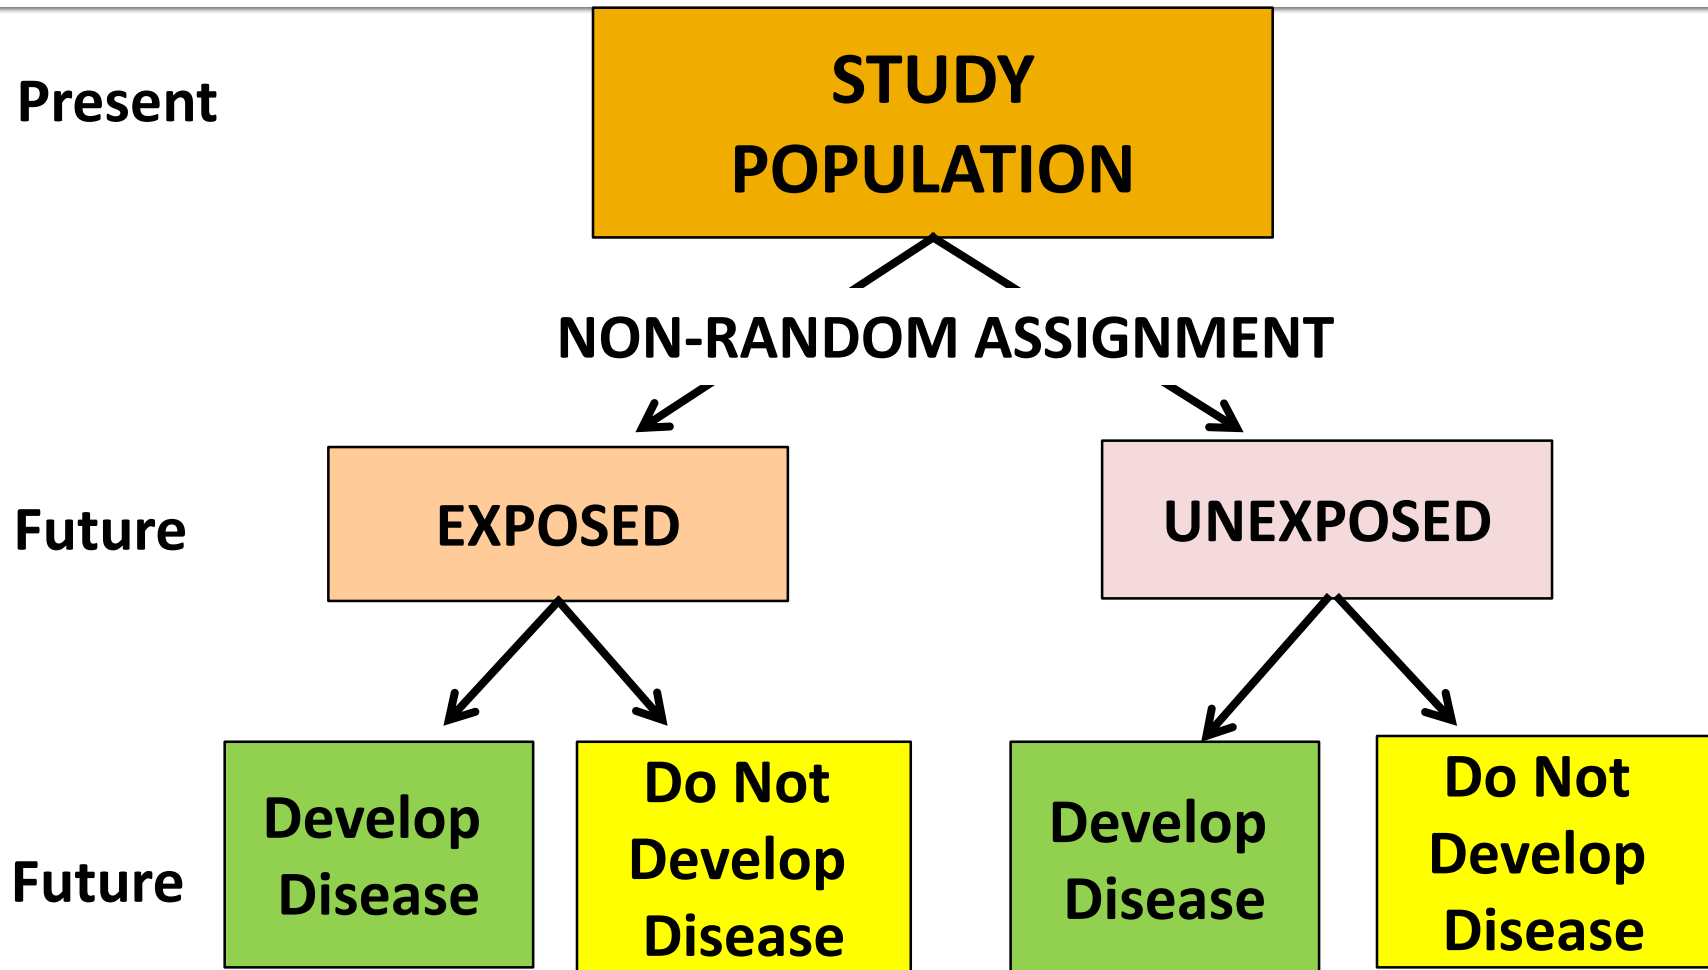 Present
STUDY
POPULATION
NON-RANDOM ASSIGNMENT
Future
EXPOSED
UNEXPOSED
Future
Develop
Disease
Do Not
Develop
Disease
Develop
Disease
Do Not
Develop
Disease